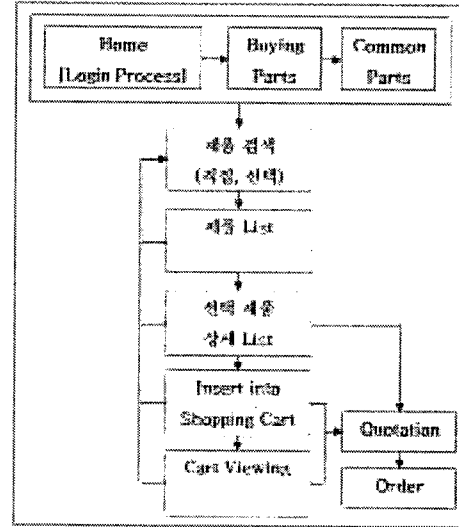 Home
[Login Process]
Buying
Parts
Common
Parts
제품 검색
(직접, 선택)
제품 List
선택 제품
상세 List
Insert into
Shopping Cart
Cart Viewing
Quotation
Order